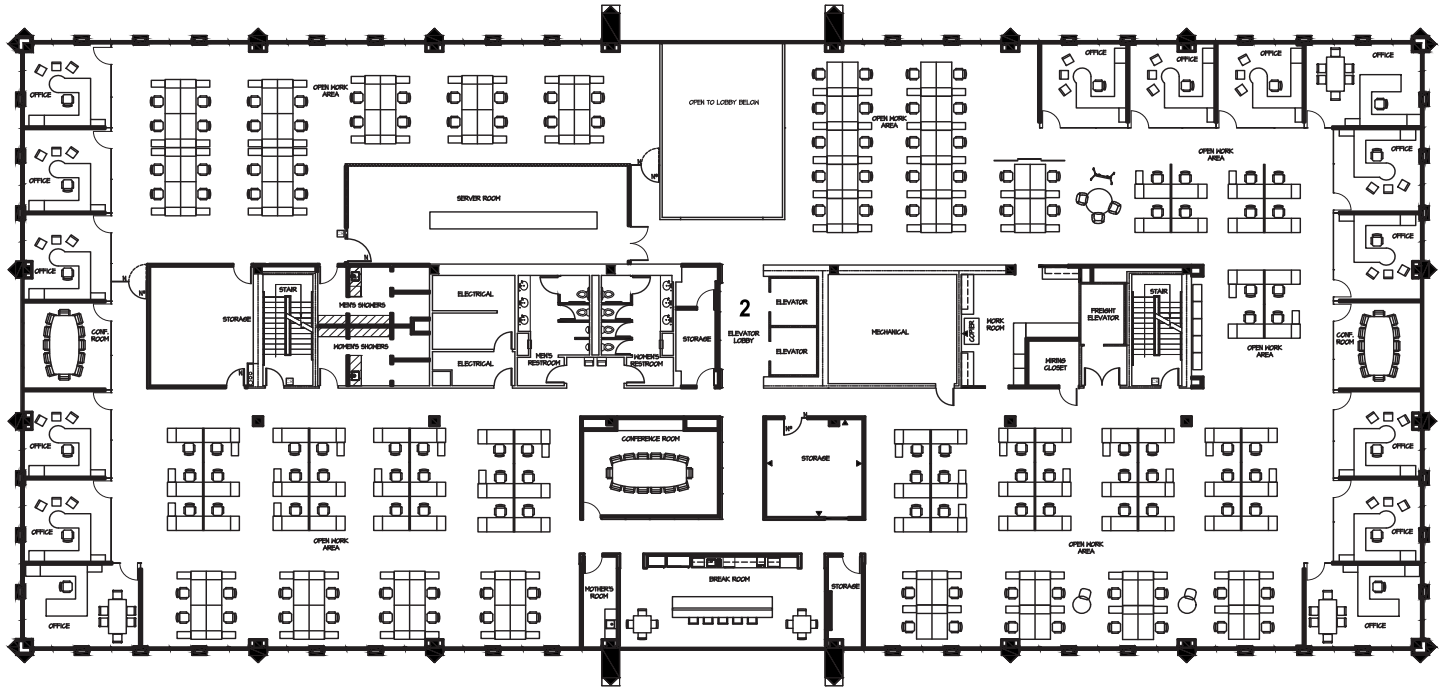 OFFICE
OFFICE
OFFICE
OFFICE
OPEN WORK
AREA
OPEN TO LOBBY BELOW
OPEN WORK
AREA
OFFICE
OFFICE
OPEN WORK
AREA
OFFICE
OFFICE
SERVER ROOM
N
N
OFFICE
OFFICE
N
STORAGE
STAIR
MEN'S SHOWERS
WOMEN'S SHOWERS
ELECTRICAL
ELECTRICAL
MEN'S
RESTROOM
WOMEN'S
RESTROOM
STORAGE
2
ELEVATOR
LOBBY
ELEVATOR
ELEVATOR
MECHANICAL
COPIER
WORK
ROOM
WIRING
CLOSET
FREIGHT
ELEVATOR
STAIR
OPEN WORK
AREA
CONF.
ROOM
CONF.
ROOM
N
OFFICE
CONFERENCE ROOM
N
STORAGE
OFFICE
OFFICE
OPEN WORK
AREA
OPEN WORK
AREA
OFFICE
MOTHER'S
ROOM
BREAK ROOM
STORAGE
OFFICE
OFFICE